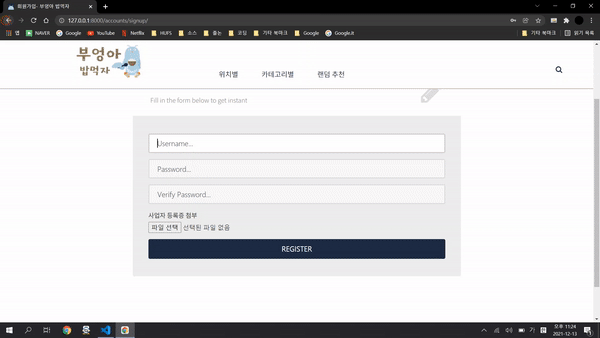 회원가입- 부엉아 밥먹자
127.0.0.1:8000/accounts/signup/
앱 NAVER Google YouTube Netflix HUFS 소스 졸논 코딩 기타 북마크 Google Google.it 기타 북마크 읽기 목록
부엉아
밥먹자
위치별 카테고리별 랜덤 추천
Fill in the form below to get instant
Username...
Password...
Verify Password...
사업자 등록증 첨부
파일 선택 선택된 파일 없음
REGISTER
오후 11:24
2021-12-13